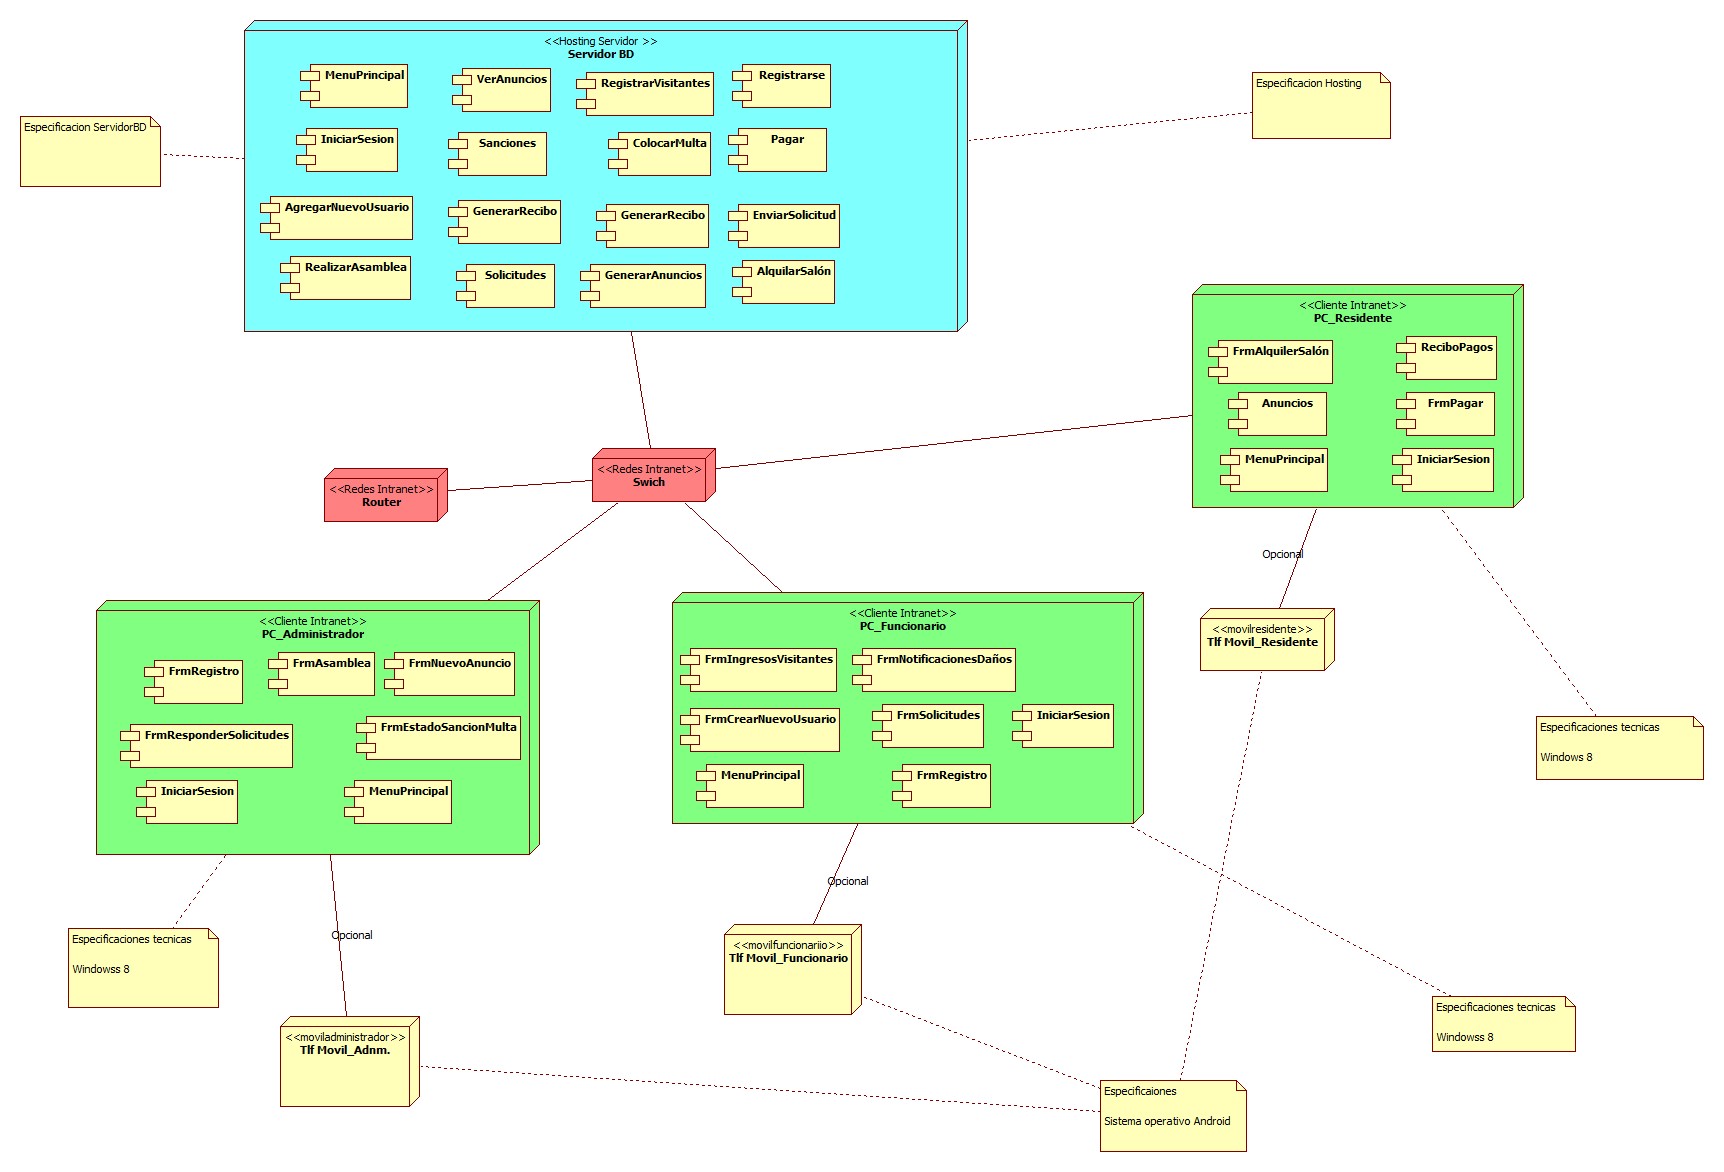 <<Hosting Servidor >>
Servidor BD
MenuPrincipal
VerAnuncios
RegistrarVisitantes
Registrarse
IniciarSesion
Sanciones
ColocarMulta
Pagar
AgregarNuevoUsuario
GenerarRecibo
GenerarRecibo
EnviarSolicitud
RealizarAsamblea
Solicitudes
GenerarAnuncios
AlquilarSalón
Especificacion ServidorBD
Especificacion Hosting
<<Cliente Intranet>>
PC_Residente
FrmAlquilerSalón
ReciboPagos
Anuncios
FrmPagar
MenuPrincipal
IniciarSesion
<<Redes Intranet>>
Router
<<Redes Intranet>>
Swich
Opcional
<<movilresidente>>
Tlf Movil_Residente
Especificaciones tecnicas
Windows 8
<<Cliente Intranet>>
PC_Administrador
FrmRegistro
FrmAsamblea
FrmNuevoAnuncio
FrmResponderSolicitudes
FrmEstadoSancionMulta
IniciarSesion
MenuPrincipal
<<Cliente Intranet>>
PC_Funcionario
FrmIngresosVisitantes
FrmNotificacionesDaños
FrmCrearNuevoUsuario
FrmSolicitudes
IniciarSesion
MenuPrincipal
FrmRegistro
Especificaciones tecnicas
Windowss 8
Opcional
<<moviladministrador>>
Tlf Movil_Adnm.
Opcional
<<movilfuncionariio>>
Tlf Movil_Funcionario
Especificaciones tecnicas
Windowss 8
Especificaiones
Sistema operativo Android